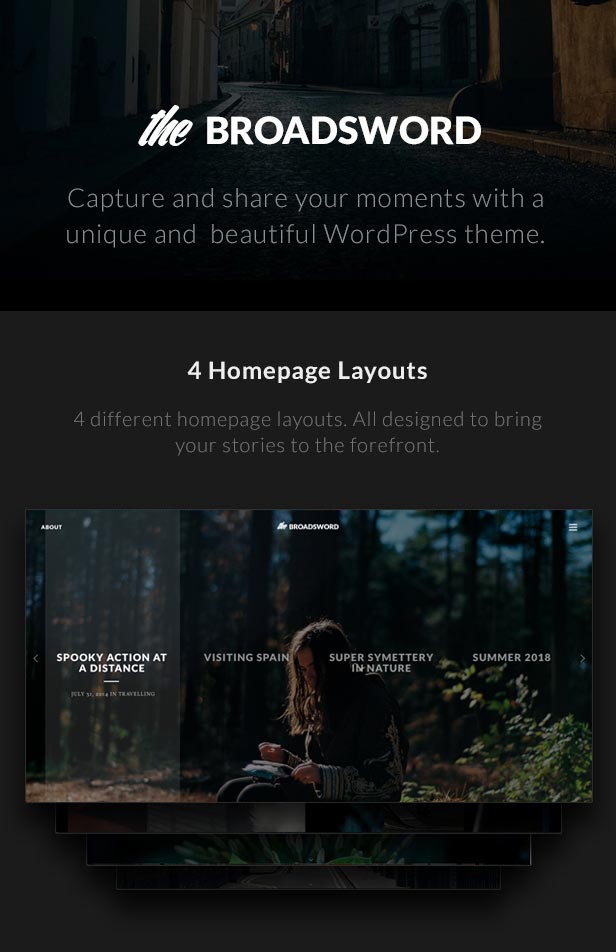 the BROADSWORD
Capture and share your moments with a
unique and beautiful WordPress theme.
4 Homepage Layouts
4 different homepage layouts. All designed to bring
your stories to the forefront.
ABOUT
the BROADSWORD
SPOOKY ACTION AT
A DISTANCE
JULY 31, 2014 IN TRAVELLING
VISITING SPAIN
SUPER SYMETTERY
IN NATURE
SUMMER 2018